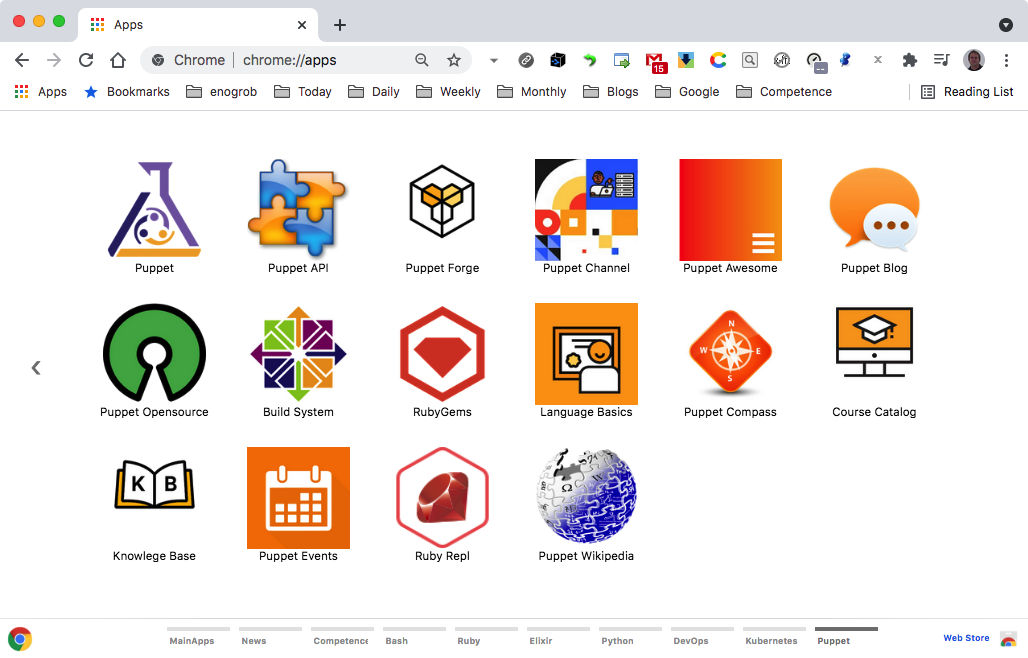 Apps
Chrome chrome://apps
15
Apps Bookmarks enogrob Today Daily Weekly Monthly Blogs Google Competence Reading List
N
W E
S
K B
Puppet Puppet API Puppet Forge Puppet Channel Puppet Awesome Puppet Blog
Puppet Opensource Build System RubyGems Language Basics Puppet Compass Course Catalog
Knowlege Base Puppet Events Ruby Repl Puppet Wikipedia
MainApps News Competence Bash Ruby Elixir Python DevOps Kubernetes Puppet Web Store